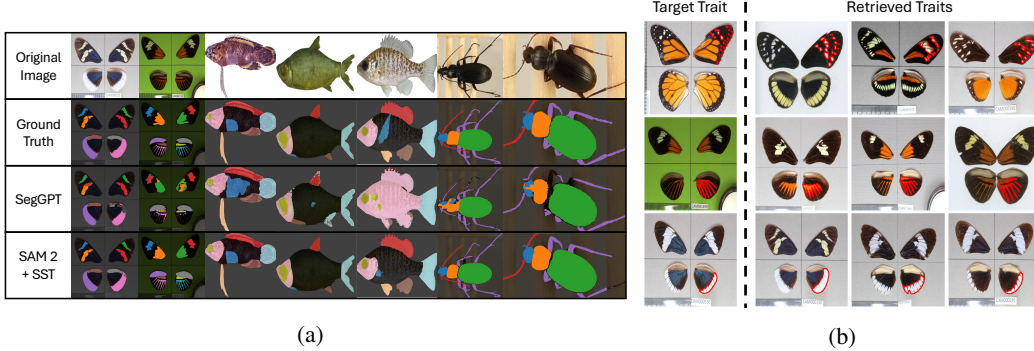 Original
Image
Ground
Truth
SegGPT
SAM 2
+ SST
(a)
Target Trait
Retrieved Traits
(b)